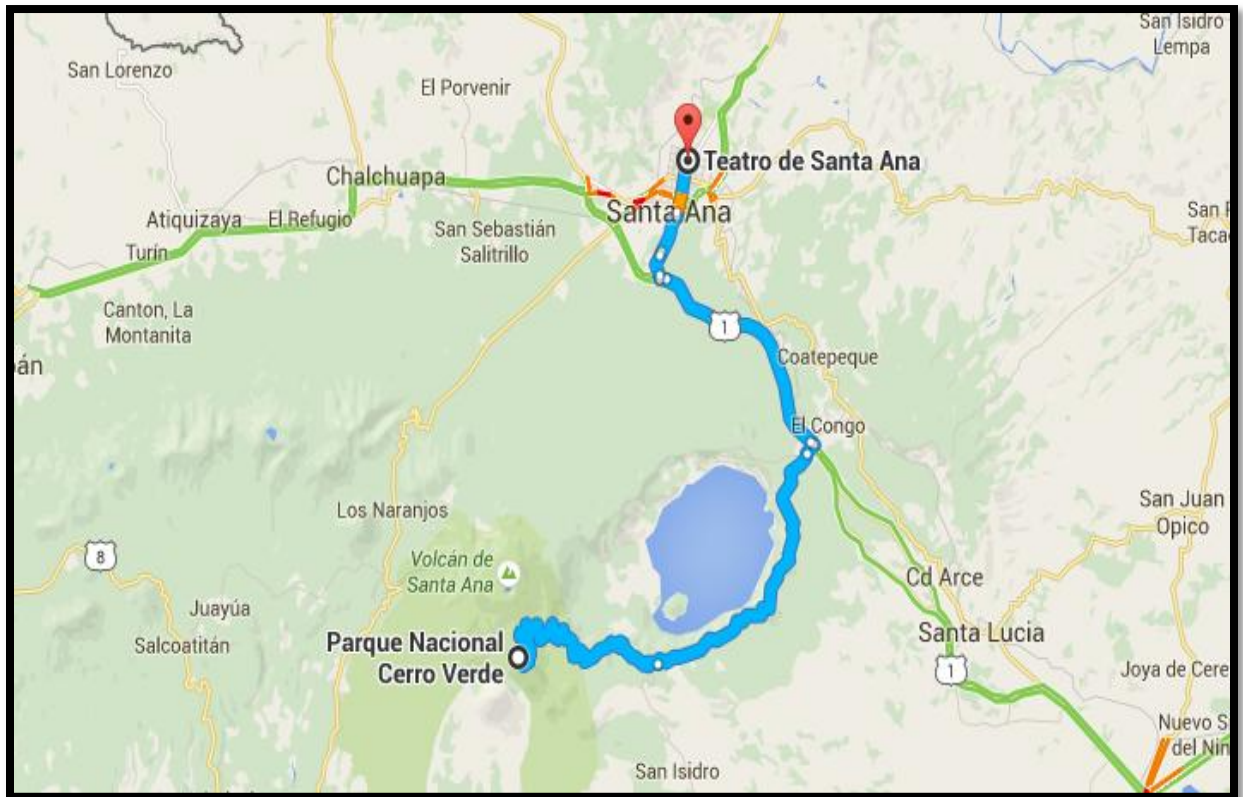 San Isidro
Lempa
San Lorenzo
El Porvenir
Teatro de Santa Ana
Chalchuapa
Santa Ana
Atiquizaya
El Refugio
San Sebastián
Salitrillo
Turín
Canton, La
Montanita
1
Coatepeque
El Congo
Los Naranjos
San Juan
Opico
8
Volcán de
Santa Ana
Cd Arce
Juayúa
Salcoatitán
Santa Lucia
Parque Nacional
Cerro Verde
1
Joya de Cere
Nuevo S
del Nin
San Isidro
San
Taca
án